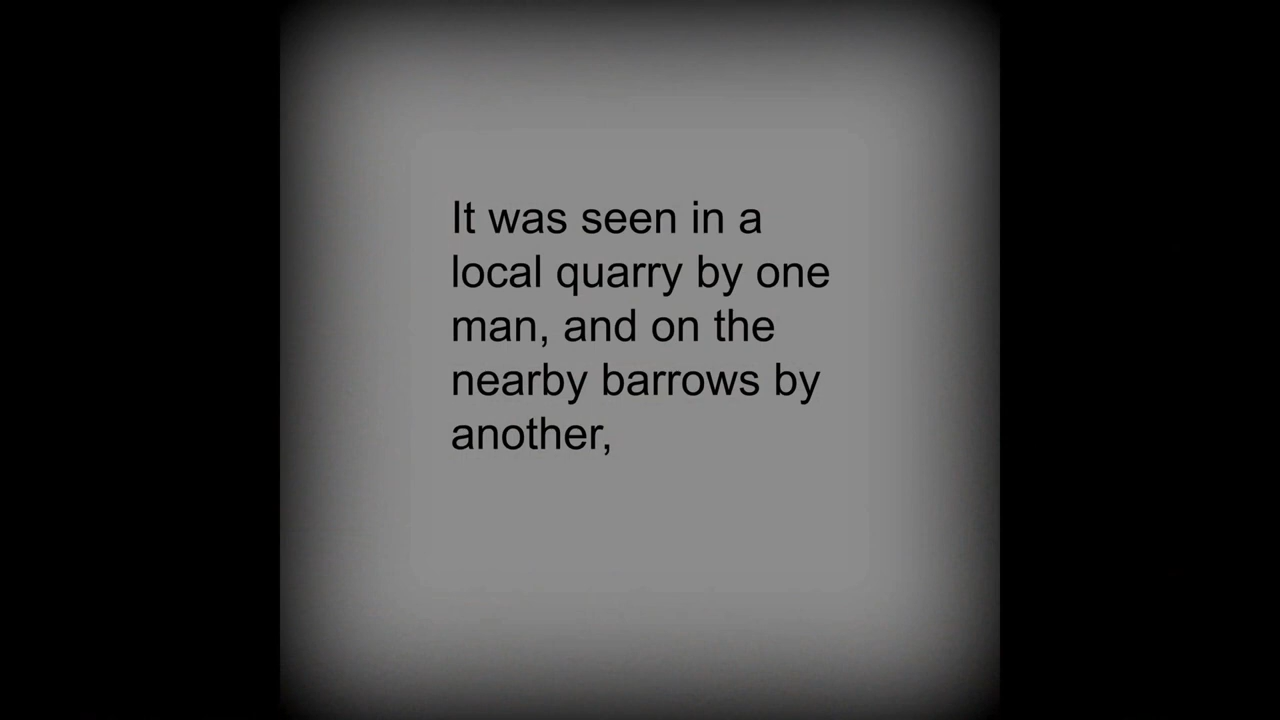 It was seen in a
local quarry by one
man, and on the
nearby barrows by
another,